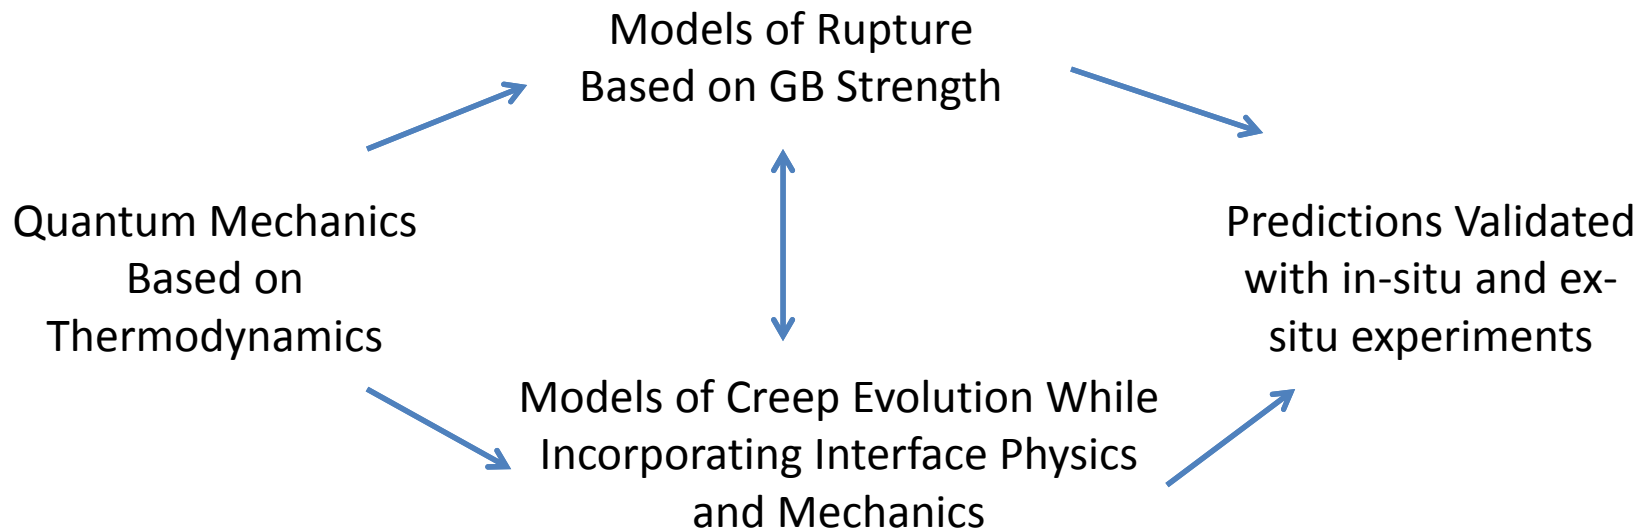 Models of Rupture
Based on GB Strength
Quantum Mechanics
Based on
Thermodynamics
Predictions Validated
with in-situ and ex-
situ experiments
Models of Creep Evolution While
Incorporating Interface Physics
and Mechanics